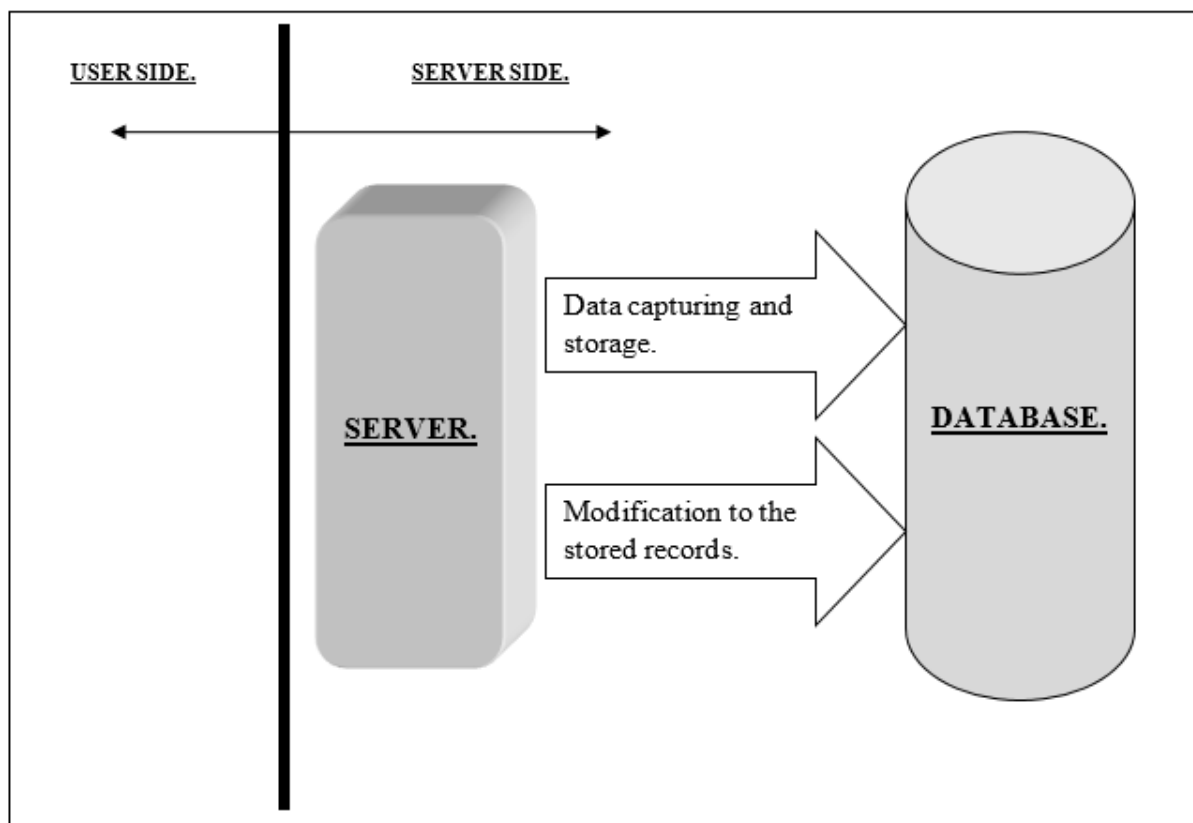 USER SIDE.
SERVER SIDE.
Data capturing and
storage.
SERVER.
DATABASE.
Modification to the
stored records.